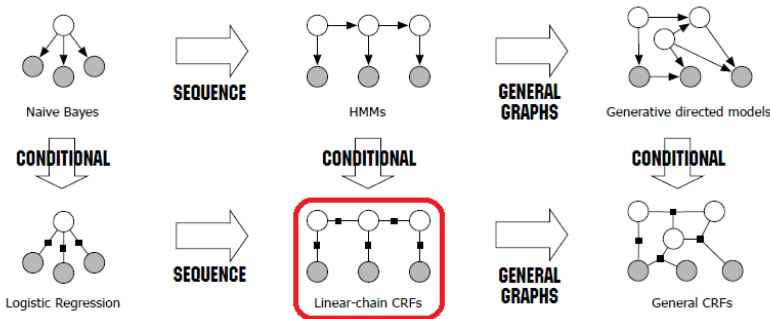 SEQUENCE
GENERAL
GRAPHS
Naive Bayes
HMMs
Generative directed models
CONDITIONAL
CONDITIONAL
CONDITIONAL
SEQUENCE
GENERAL
GRAPHS
Logistic Regression
Linear-chain CRFs
General CRFs